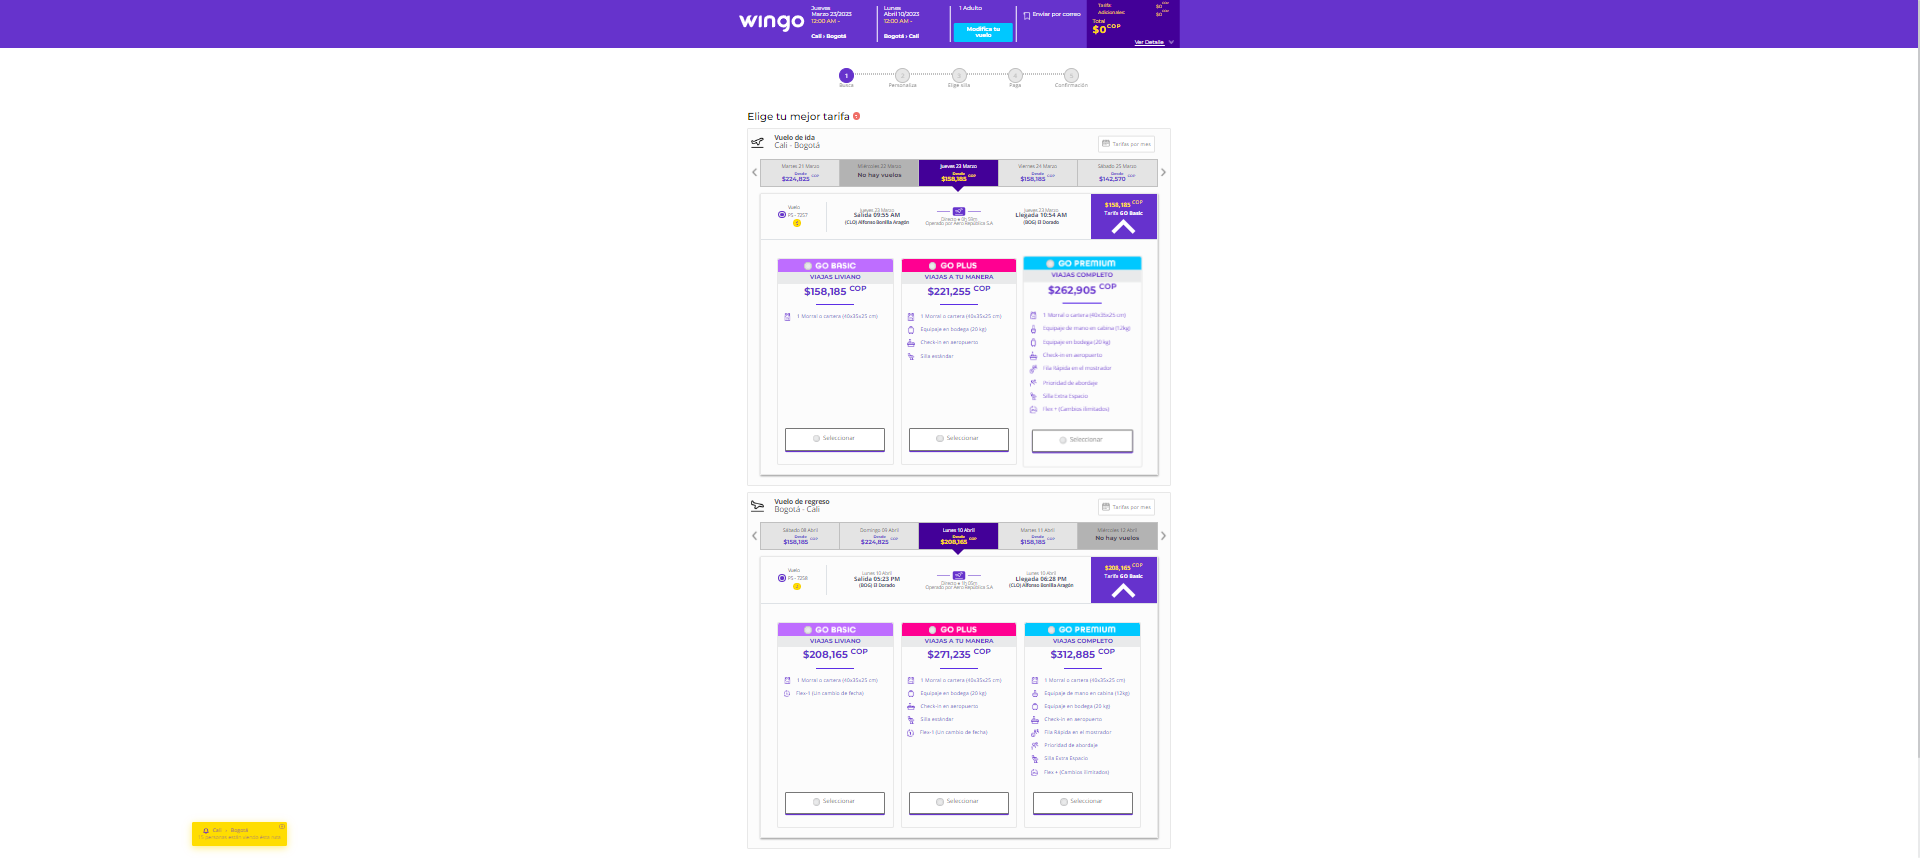 wingo
Jueves
Marzo 23/2023
12:00 AM -
Cali › Bogotá
Lunes
Abril 10/2023
12:00 AM -
Bogotá › Cali
1 Adulto
Modifica tu
vuelo
Enviar por correo
Tarifa $0 COP
Adicionales $0 COP
Total
$0 COP
Ver Detalle
1 2 3 4 5
Busca Personaliza Elige silla Paga Confirmación
Elige tu mejor tarifa
Vuelo de ida
Cali - Bogotá
Tarifas por mes
Martes 21 Marzo
Desde
$224,825 COP
Miércoles 22 Marzo
No hay vuelos
Jueves 23 Marzo
Desde
$158,185 COP
Viernes 24 Marzo
Desde
$158,185 COP
Sábado 25 Marzo
Desde
$142,570 COP
Vuelo
P5 - 7257
Jueves 23 Marzo
Salida 09:55 AM
(CLO) Alfonso Bonilla Aragón
Operado por Aero República S.A
Jueves 23 Marzo
Llegada 10:54 AM
(BOG) El Dorado
$158,185 COP
Tarifa GO Basic
GO BASIC
VIAJAS LIVIANO
$158,185 COP
1 Morral o cartera (40x35x25 cm)
Seleccionar
GO PLUS
VIAJAS A TU MANERA
$221,255 COP
1 Morral o cartera (40x35x25 cm)
Equipaje en bodega (20 kg)
Check-in en aeropuerto
Silla estándar
Seleccionar
GO PREMIUM
VIAJAS COMPLETO
$262,905 COP
1 Morral o cartera (40x35x25 cm)
Equipaje de mano en cabina (12kg)
Equipaje en bodega (20 kg)
Check-in en aeropuerto
Fila Rápida en el mostrador
Prioridad de abordaje
Silla Extra Espacio
Flex + (Cambios ilimitados)
Seleccionar
Vuelo de regreso
Bogotá - Cali
Tarifas por mes
Sábado 08 Abril
Desde
$158,185 COP
Domingo 09 Abril
Desde
$224,825 COP
Lunes 10 Abril
Desde
$208,165 COP
Martes 11 Abril
Desde
$158,185 COP
Miércoles 12 Abril
No hay vuelos
Vuelo
P5 - 7258
Lunes 10 Abril
Salida 05:23 PM
(BOG) El Dorado
Operado por Aero República S.A
Lunes 10 Abril
Llegada 06:28 PM
(CLO) Alfonso Bonilla Aragón
$208,165 COP
Tarifa GO Basic
GO BASIC
VIAJAS LIVIANO
$208,165 COP
1 Morral o cartera (40x35x25 cm)
Flex-1 (Un cambio de fecha)
Seleccionar
GO PLUS
VIAJAS A TU MANERA
$271,235 COP
1 Morral o cartera (40x35x25 cm)
Equipaje en bodega (20 kg)
Check-in en aeropuerto
Silla estándar
Flex-1 (Un cambio de fecha)
Seleccionar
GO PREMIUM
VIAJAS COMPLETO
$312,885 COP
1 Morral o cartera (40x35x25 cm)
Equipaje de mano en cabina (12kg)
Equipaje en bodega (20 kg)
Check-in en aeropuerto
Fila Rápida en el mostrador
Prioridad de abordaje
Silla Extra Espacio
Flex + (Cambios ilimitados)
Seleccionar
Cali - Bogotá